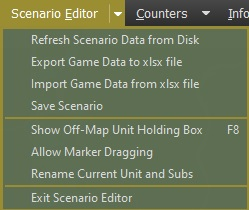 Scenario Editor Counters Info
Refresh Scenario Data from Disk
Export Game Data to xlsx file
Import Game Data from xlsx file
Save Scenario
Show Off-Map Unit Holding Box F8
Allow Marker Dragging
Rename Current Unit and Subs
Exit Scenario Editor